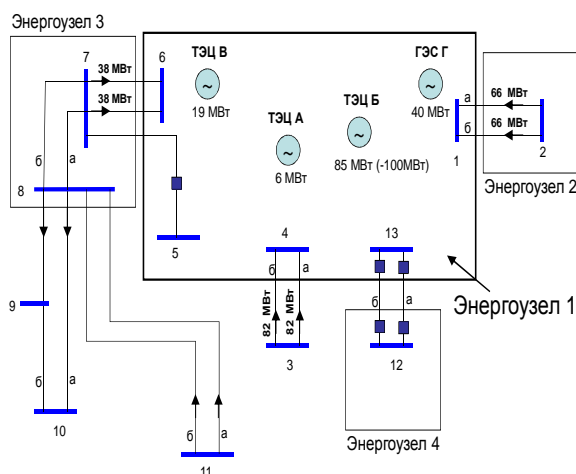 Энергоузел 3
7
6
38 МВт
38 МВт
б
а
8
5
9
б
а
10
б
а
11
ТЭЦ В
~
19 МВт
ТЭЦ А
~
6 МВт
ТЭЦ Б
~
85 МВт (-100МВт)
ГЭС Г
~
40 МВт
а
66 МВт
б
66 МВт
1
2
Энергоузел 2
4
б
а
82 МВт
82 МВт
3
13
б
а
12
Энергоузел 1
Энергоузел 4